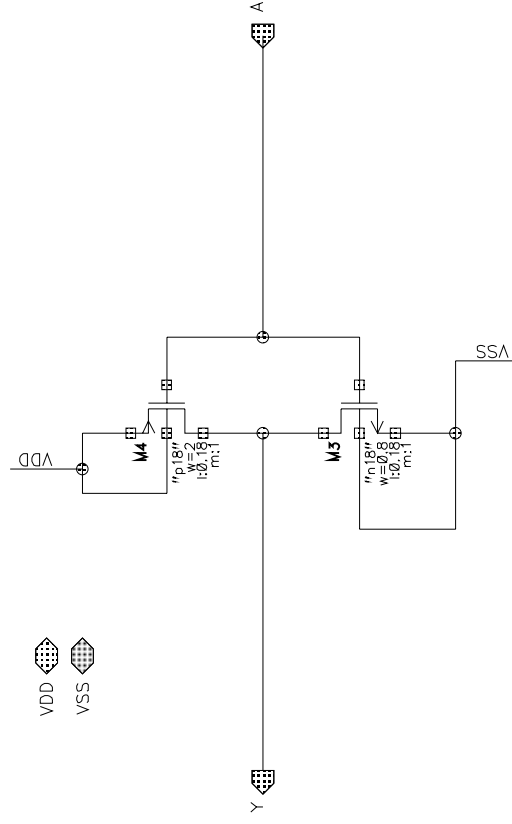 A
VDD
M4
"p18"
w=2
l:0.18
m:1
M3
"n18"
w=0.8
l:0.18
m:1
VSS
VDD
VSS
Y